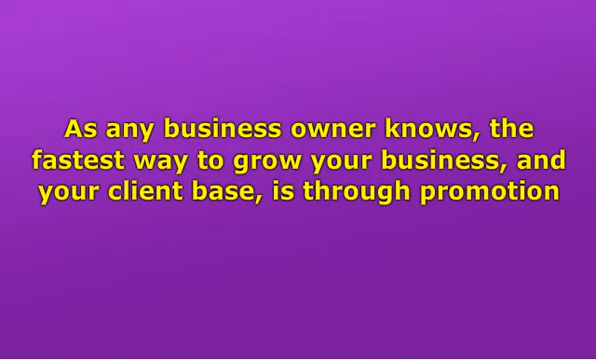 As any business owner knows, the
fastest way to grow your business, and
your client base, is through promotion